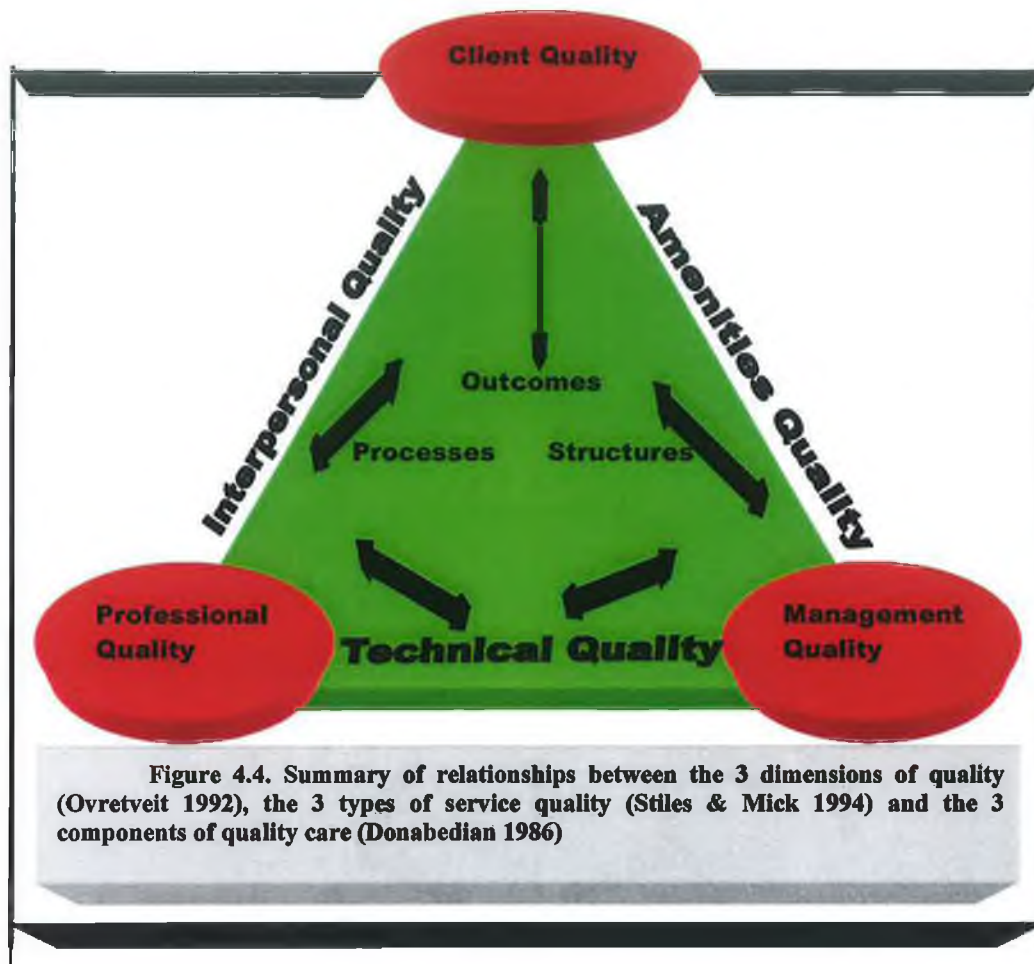 Client Quality
Interpersonal Quality
Amenities Quality
Outcomes
Processes
Structures
Professional
Quality
Technical Quality
Management
Quality
Figure 4.4. Summary of relationships between the 3 dimensions of quality
(Ovretveit 1992), the 3 types of service quality (Stiles & Mick 1994) and the 3
components of quality care (Donabedian 1986)